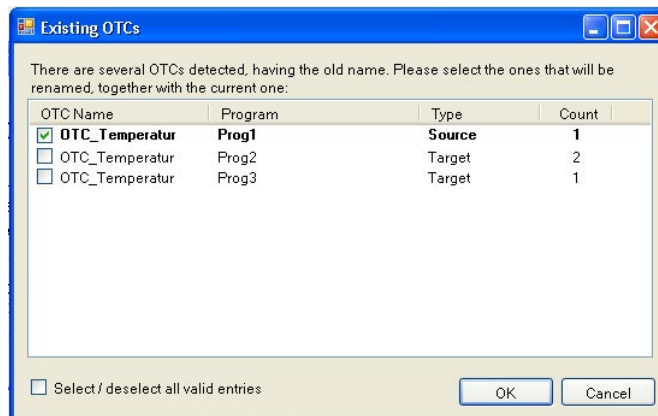 Existing OTCs
There are several OTCs detected, having the old name. Please select the ones that will be
renamed, together with the current one:
OTC Name Program Type Count
OTC_Temperatur Prog1 Source 1
OTC_Temperatur Prog2 Target 2
OTC_Temperatur Prog3 Target 1
Select / deselect all valid entries
OK Cancel